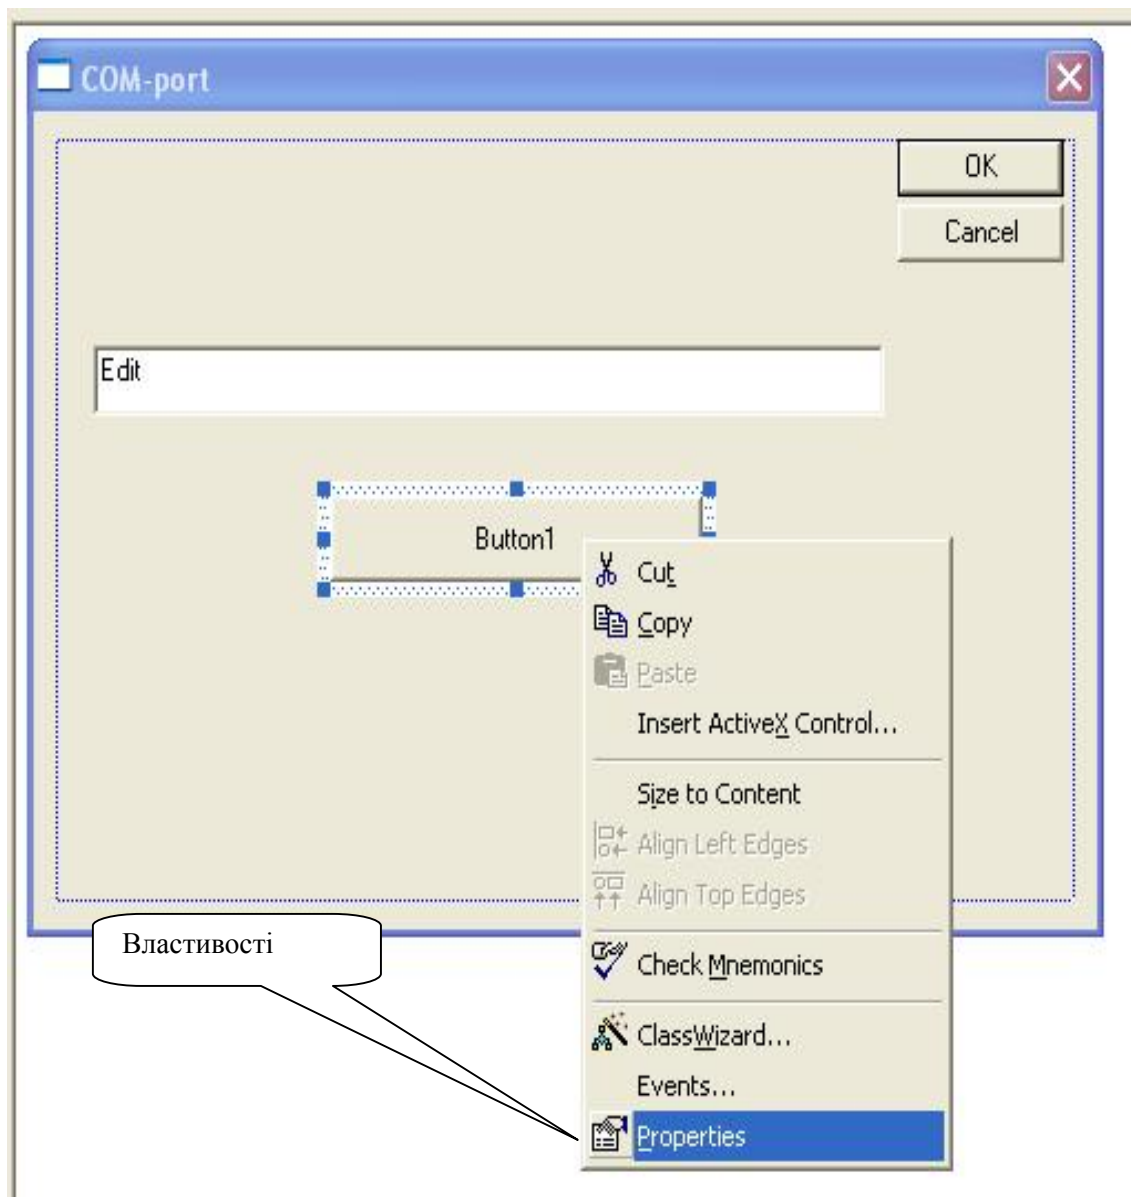 COM-port
OK
Cancel
Edit
Button1
Cut
Copy
Paste
Insert ActiveX Control...
Size to Content
Align Left Edges
Align Top Edges
Властивості
Check Mnemonics
ClassWizard...
Events...
Properties